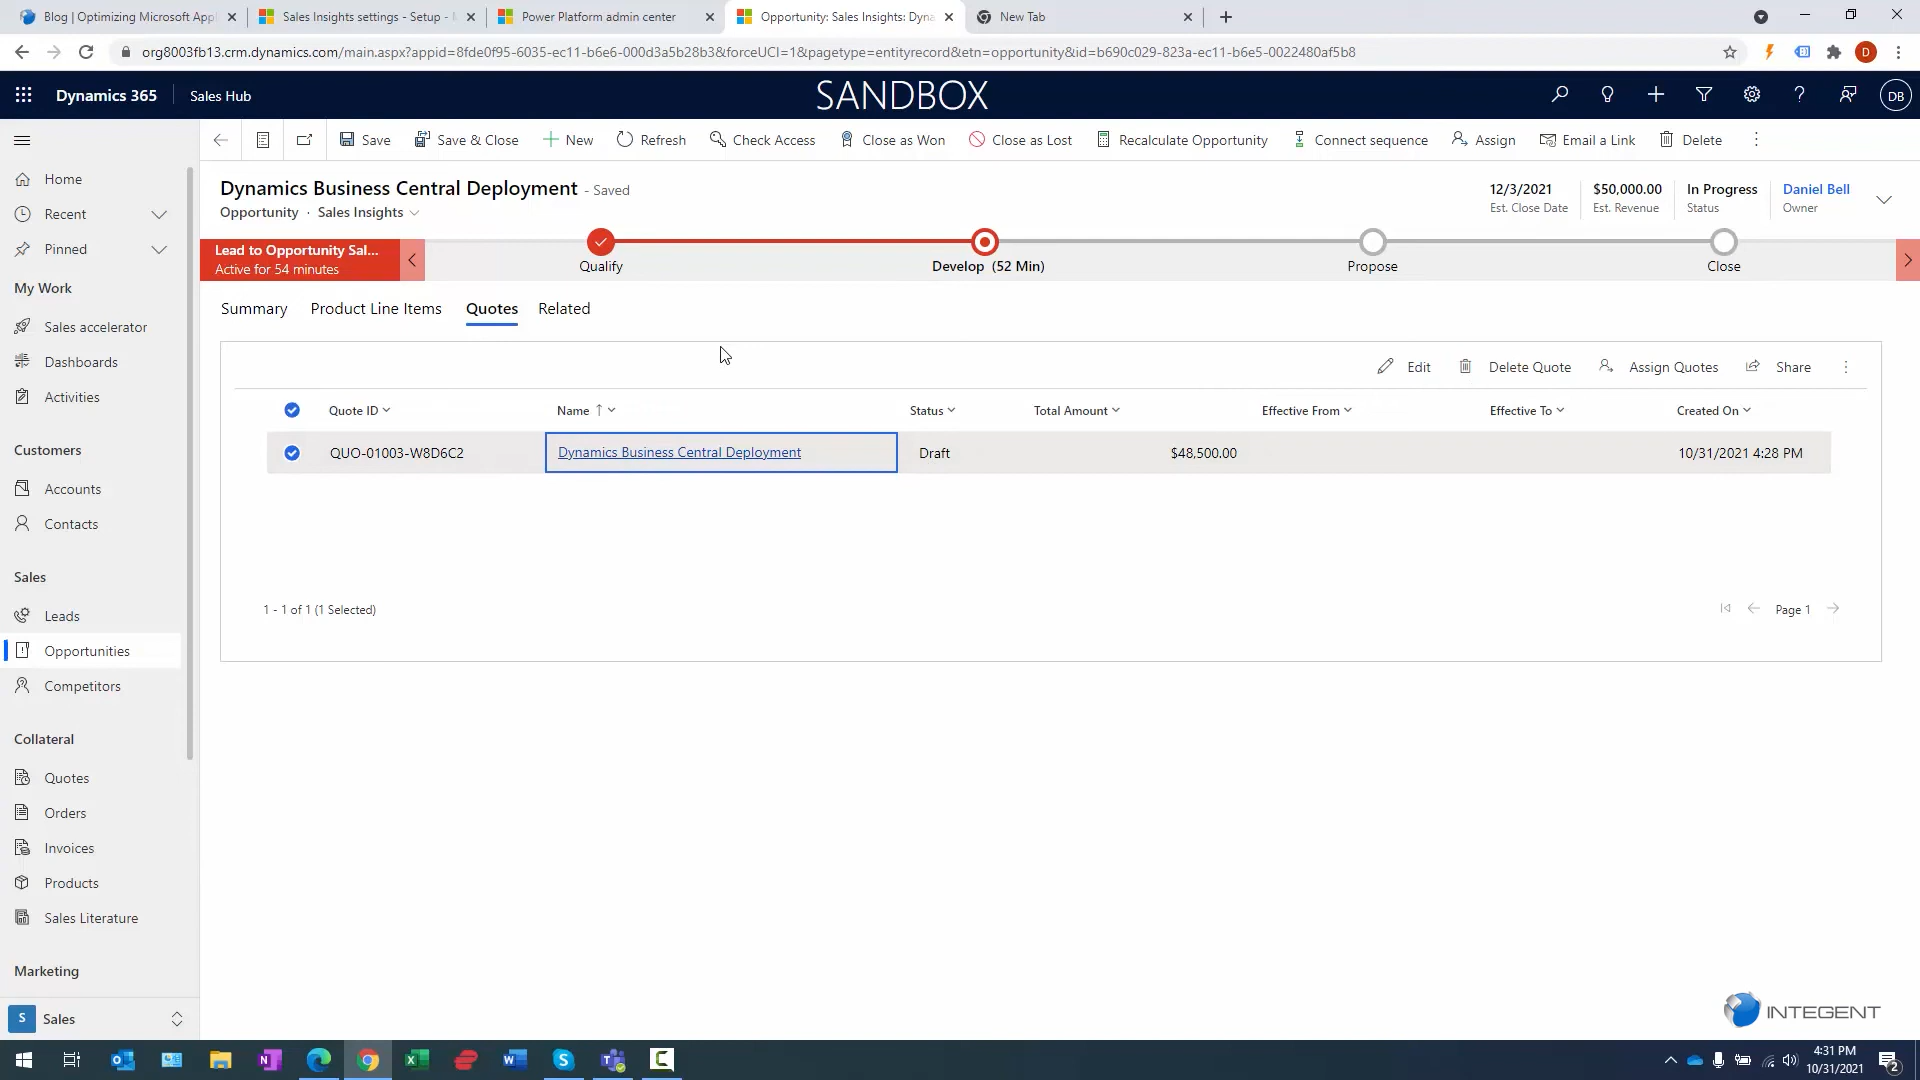 Blog | Optimizing Microsoft Appl
Sales Insights settings - Setup -
Power Platform admin center
Opportunity: Sales Insights: Dyna
New Tab
org8003fb13.crm.dynamics.com/main.aspx?appid=8fde0f95-6035-ec11-b6e6-000d3a5b28b3&forceUCI=1&pagetype=entityrecord&etn=opportunity&id=b690c029-823a-ec11-b6e5-0022480af5b8
D
Dynamics 365
Sales Hub
SANDBOX
DB
Save
Save & Close
New
Refresh
Check Access
Close as Won
Close as Lost
Recalculate Opportunity
Connect sequence
Assign
Email a Link
Delete
Home
Recent
Pinned
My Work
Sales accelerator
Dashboards
Activities
Customers
Accounts
Contacts
Sales
Leads
Opportunities
Competitors
Collateral
Quotes
Orders
Invoices
Products
Sales Literature
Marketing
S
Sales
Dynamics Business Central Deployment - Saved
Opportunity · Sales Insights
12/3/2021
Est. Close Date
$50,000.00
Est. Revenue
In Progress
Status
Daniel Bell
Owner
Lead to Opportunity Sal...
Active for 54 minutes
Qualify
Develop (52 Min)
Propose
Close
Summary
Product Line Items
Quotes
Related
Edit
Delete Quote
Assign Quotes
Share
Quote ID
Name ↑
Status
Total Amount
Effective From
Effective To
Created On
QUO-01003-W8D6C2
Dynamics Business Central Deployment
Draft
$48,500.00
10/31/2021 4:28 PM
1 - 1 of 1 (1 Selected)
Page 1
INTEGENT
4:31 PM
10/31/2021
2